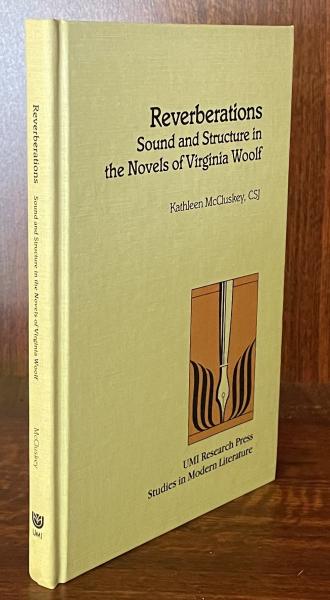 Reverberations
Sound and Structure in
the Novels of Virginia Woolf
Kathleen McCluskey, CSJ
UMI Research Press
Studies in Modern Literature
Reverberations
Sound and Structure in the Novels of Virginia Woolf
McCluskey
UMI